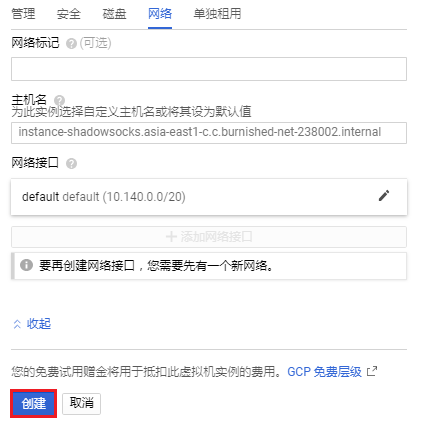 管理 安全 磁盘 网络 单独租用
网络标记 (可选)
主机名
为此实例选择自定义主机名或将其设为默认值
instance-shadowsocks.asia-east1-c.c.burnished-net-238002.internal
网络接口
default default (10.140.0.0/20)
添加网络接口
要再创建网络接口，您需要先有一个新网络。
收起
您的免费试用赠金将用于抵扣此虚拟机实例的费用。GCP 免费层级
创建 取消